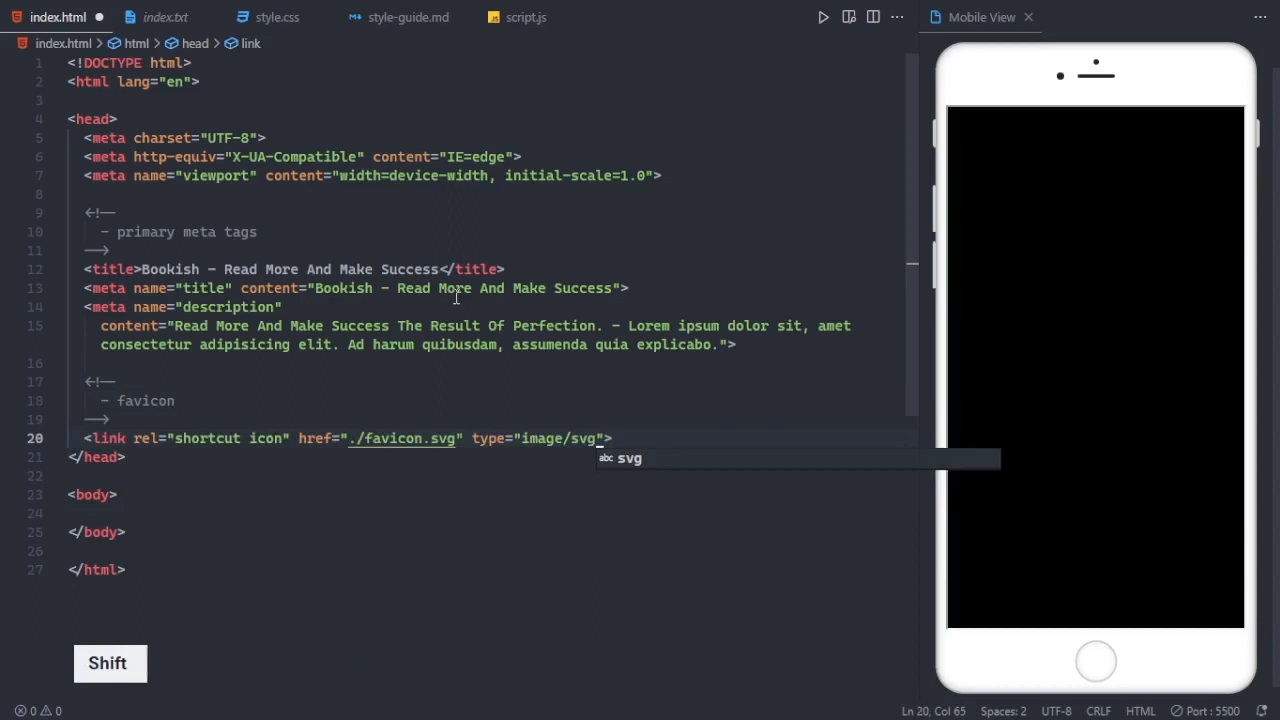 index.html index.txt style.css style-guide.md script.js Mobile View
index.html > html > head > link
1 <!DOCTYPE html>
2 <html lang="en">
3
4 <head>
5 <meta charset="UTF-8">
6 <meta http-equiv="X-UA-Compatible" content="IE=edge">
7 <meta name="viewport" content="width=device-width, initial-scale=1.0">
8
9 <!--
10 - primary meta tags
11 -->
12 <title>Bookish - Read More And Make Success</title>
13 <meta name="title" content="Bookish - Read More And Make Success">
14 <meta name="description"
15 content="Read More And Make Success The Result Of Perfection. - Lorem ipsum dolor sit, amet
consectetur adipisicing elit. Ad harum quibusdam, assumenda quia explicabo.">
16
17 <!--
18 - favicon
19 -->
20 <link rel="shortcut icon" href="./favicon.svg" type="image/svg">
abc svg
21 </head>
22
23 <body>
24
25 </body>
26
27 </html>
Shift
0 0 Ln 20, Col 65 Spaces: 2 UTF-8 CRLF HTML Port : 5500